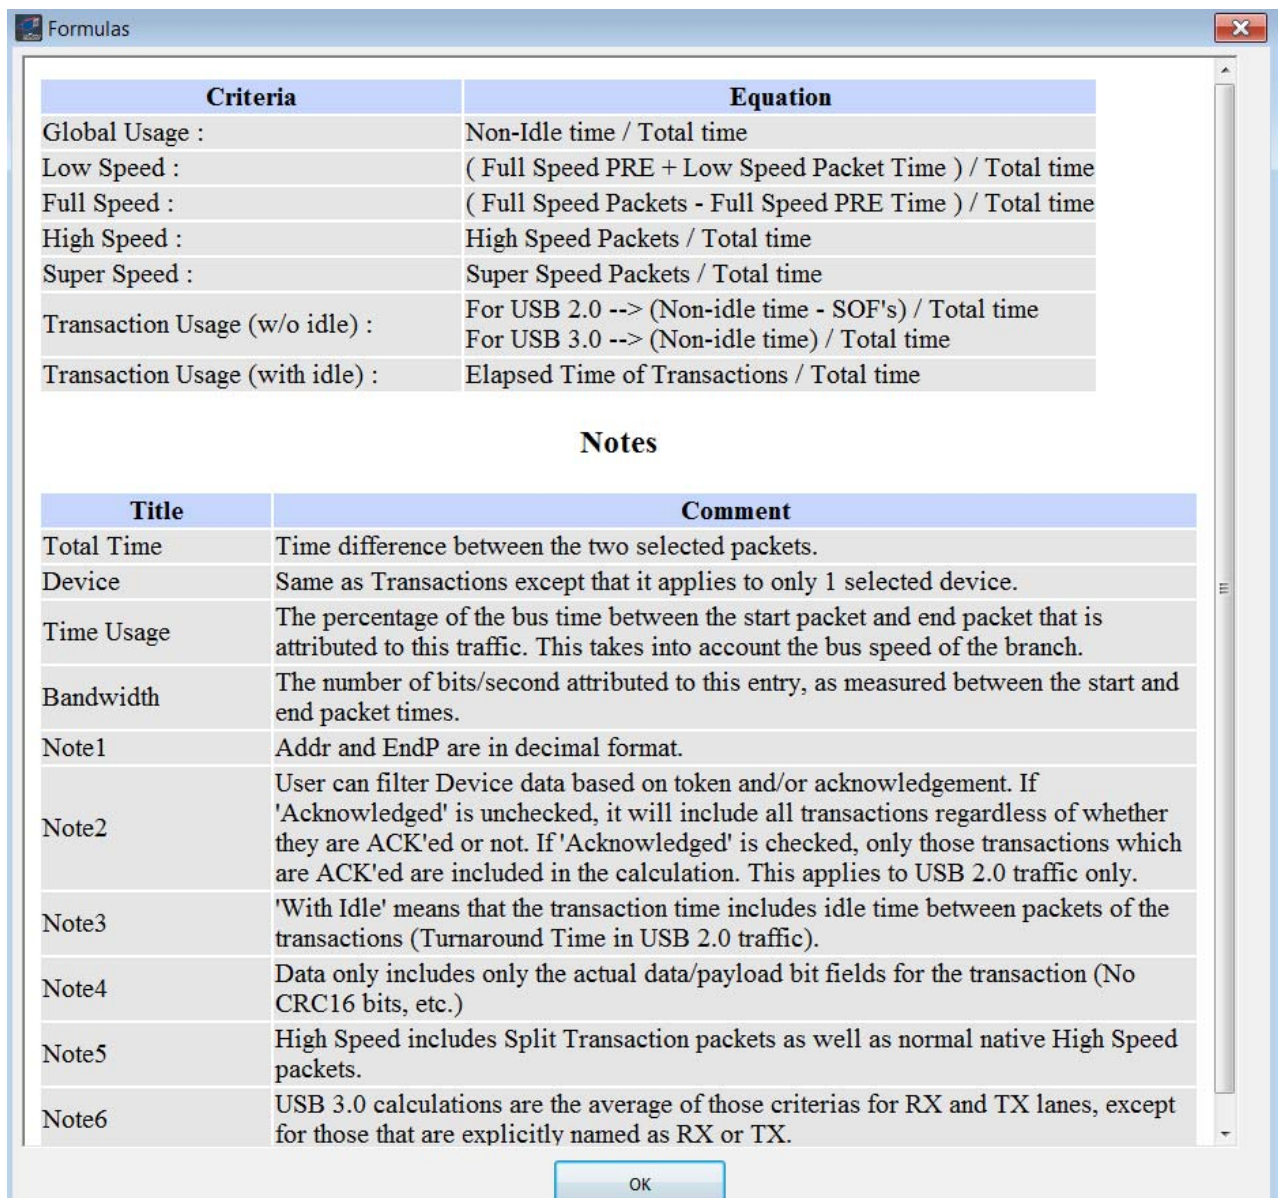 Formulas
Criteria Equation
Global Usage : Non-Idle time / Total time
Low Speed : ( Full Speed PRE + Low Speed Packet Time ) / Total time
Full Speed : ( Full Speed Packets - Full Speed PRE Time ) / Total time
High Speed : High Speed Packets / Total time
Super Speed : Super Speed Packets / Total time
Transaction Usage (w/o idle) : For USB 2.0 --> (Non-idle time - SOF's) / Total time
For USB 3.0 --> (Non-idle time) / Total time
Transaction Usage (with idle) : Elapsed Time of Transactions / Total time
Notes
Title Comment
Total Time Time difference between the two selected packets.
Device Same as Transactions except that it applies to only 1 selected device.
Time Usage The percentage of the bus time between the start packet and end packet that is
attributed to this traffic. This takes into account the bus speed of the branch.
Bandwidth The number of bits/second attributed to this entry, as measured between the start and
end packet times.
Note1 Addr and EndP are in decimal format.
Note2 User can filter Device data based on token and/or acknowledgement. If
'Acknowledged' is unchecked, it will include all transactions regardless of whether
they are ACK'ed or not. If 'Acknowledged' is checked, only those transactions which
are ACK'ed are included in the calculation. This applies to USB 2.0 traffic only.
Note3 'With Idle' means that the transaction time includes idle time between packets of the
transactions (Turnaround Time in USB 2.0 traffic).
Note4 Data only includes only the actual data/payload bit fields for the transaction (No
CRC16 bits, etc.)
Note5 High Speed includes Split Transaction packets as well as normal native High Speed
packets.
Note6 USB 3.0 calculations are the average of those criterias for RX and TX lanes, except
for those that are explicitly named as RX or TX.
OK